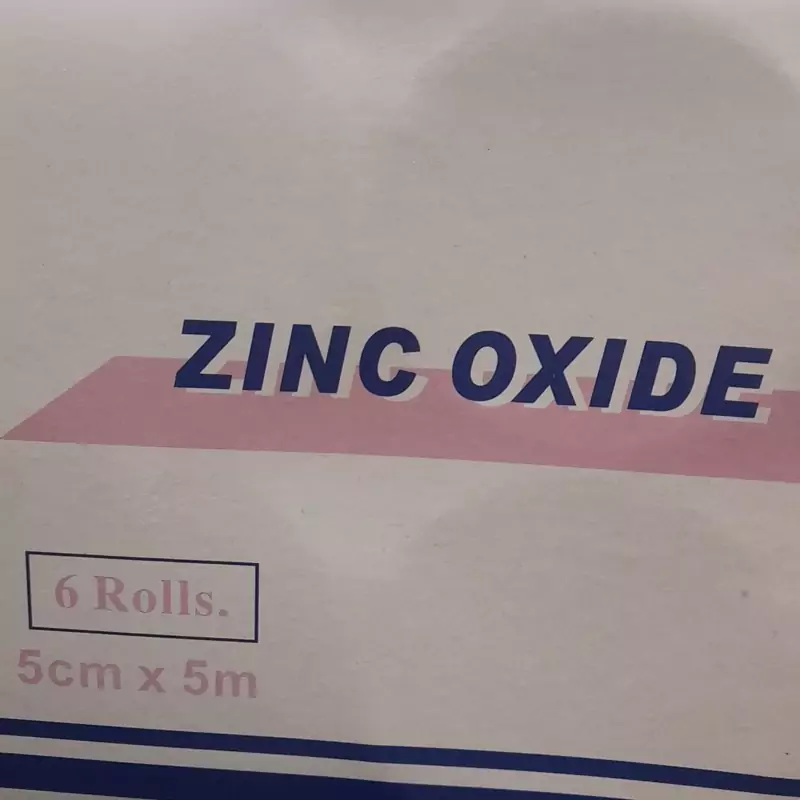 ZINC OXIDE
6 Rolls.
5cm x 5m